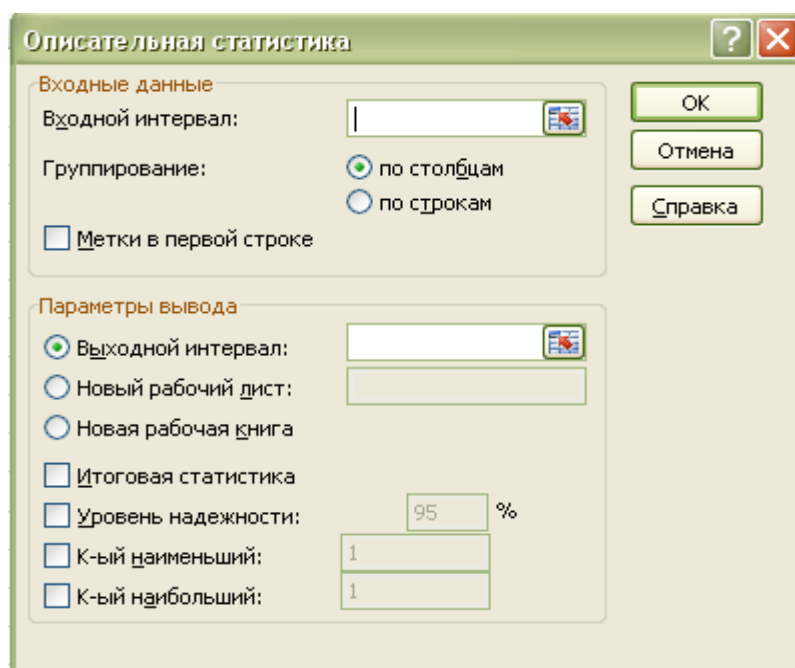 Описательная статистика
Входные данные
Входной интервал:
Группирование:
по столбцам
по строкам
Метки в первой строке
OK
Отмена
Справка
Параметры вывода
Выходной интервал:
Новый рабочий лист:
Новая рабочая книга
Итоговая статистика
Уровень надежности: 95 %
К-ый наименьший: 1
К-ый наибольший: 1